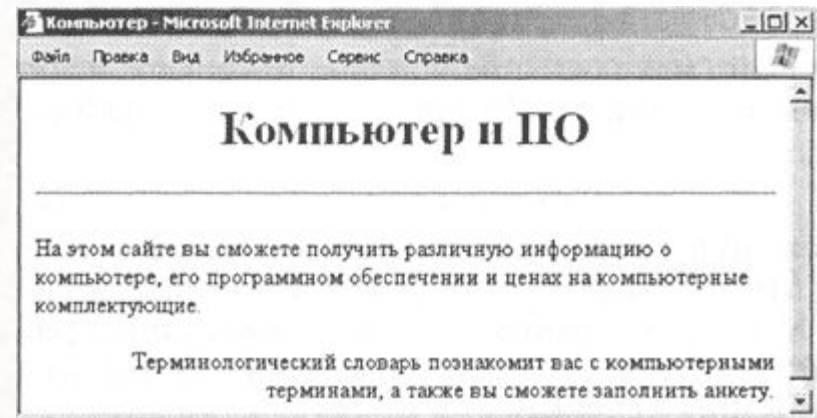 Компьютер - Microsoft Internet Explorer
Файл Правка Вид Избранное Сервис Справка
Компьютер и ПО
На этом сайте вы сможете получить различную информацию о
компьютере, его программном обеспечении и ценах на компьютерные
комплектующие.
Терминологический словарь познакомит вас с компьютерными
терминами, а также вы сможете заполнить анкету.